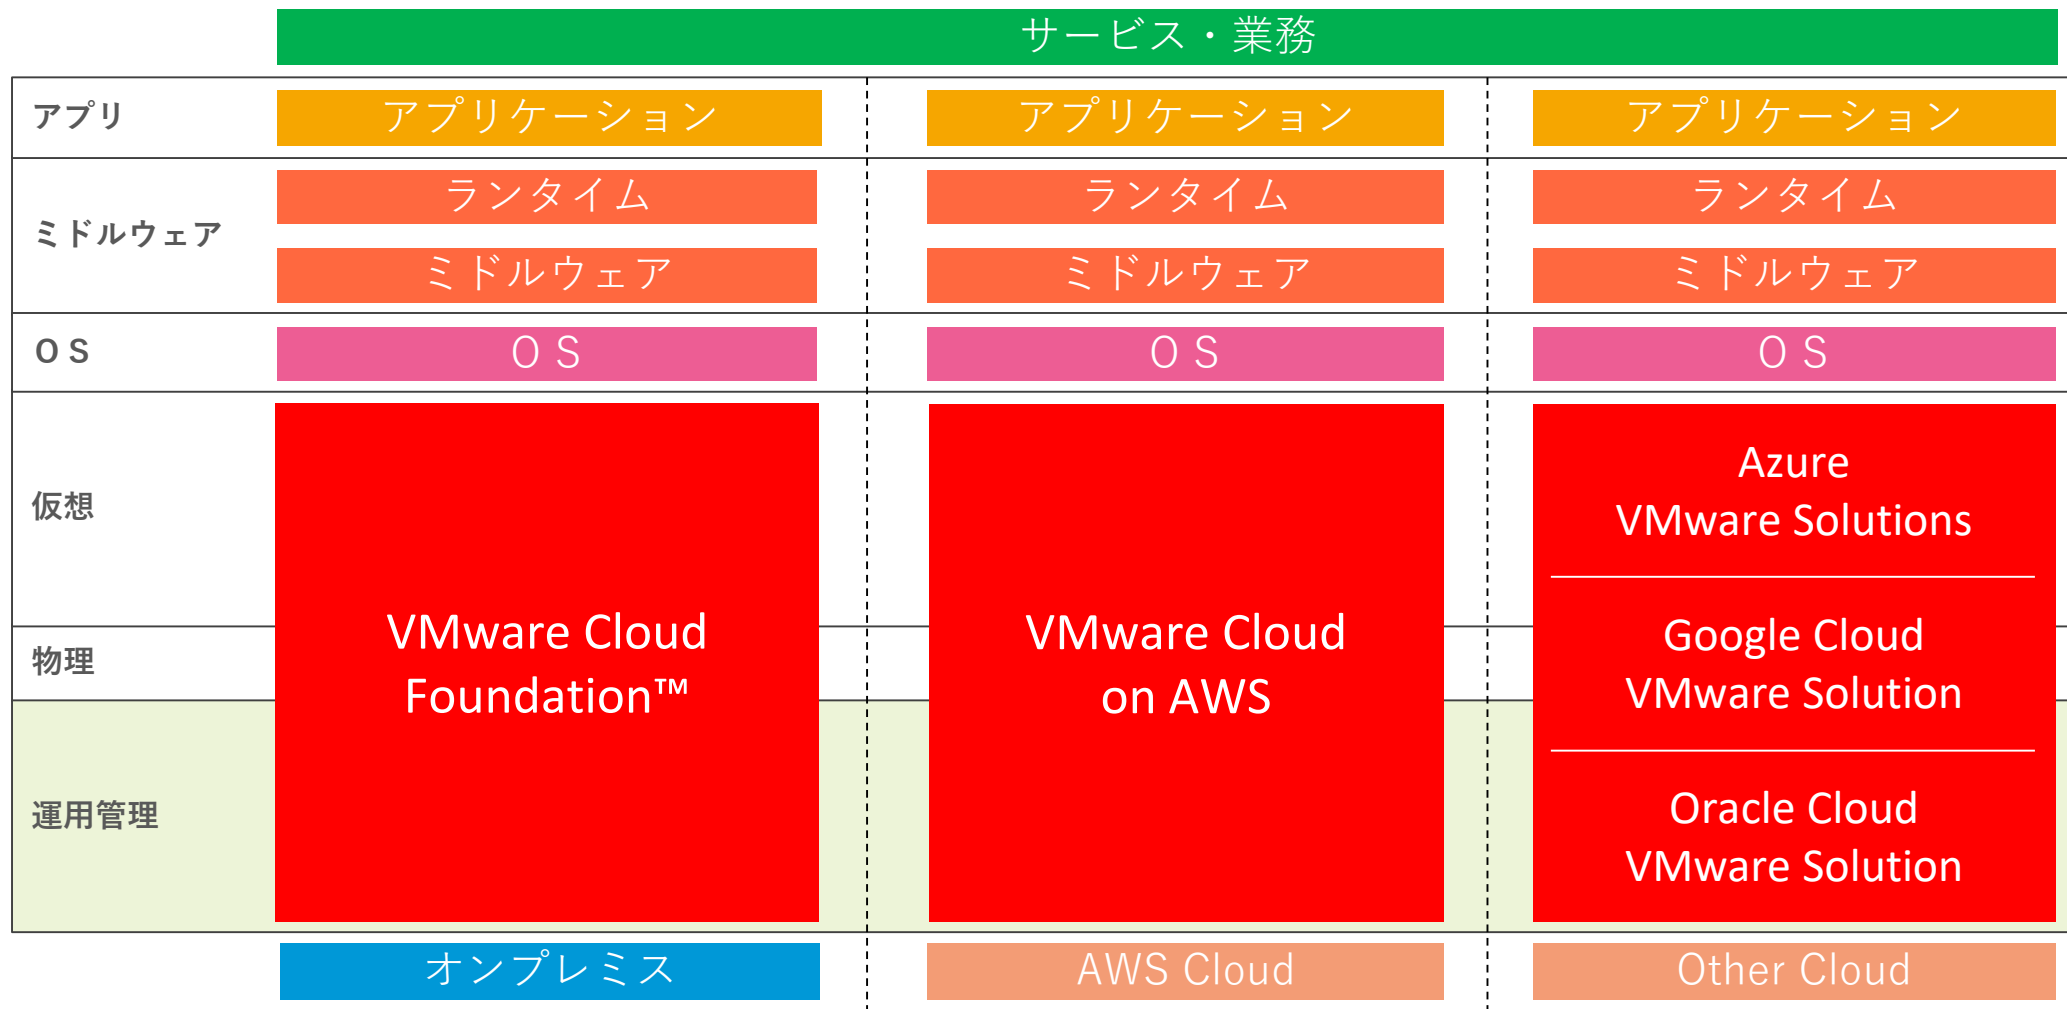 サービス・業務
アプリ
アプリケーション
アプリケーション
アプリケーション
ミドルウェア
ランタイム
ランタイム
ランタイム
ミドルウェア
ミドルウェア
ミドルウェア
ＯＳ
ＯＳ
ＯＳ
ＯＳ
仮想
物理
運用管理
VMware Cloud
Foundation™
VMware Cloud
on AWS
Azure
VMware Solutions
Google Cloud
VMware Solution
Oracle Cloud
VMware Solution
オンプレミス
AWS Cloud
Other Cloud